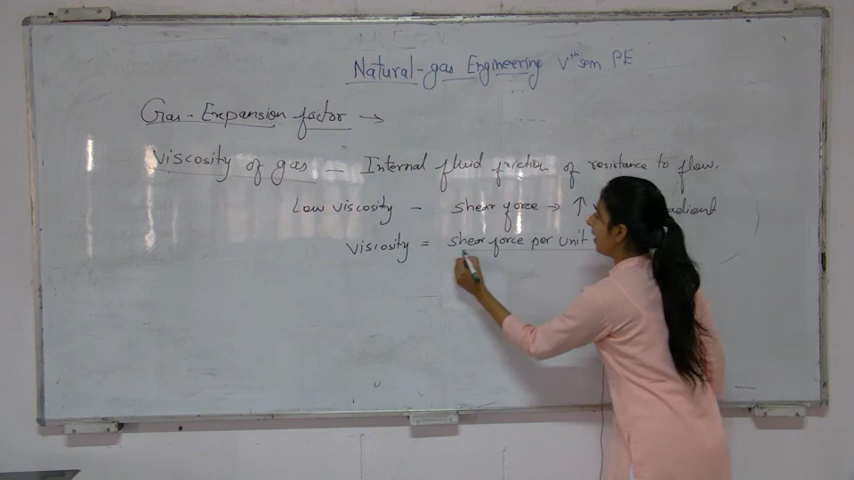 Natural-gas Engineering Vth sem PE
Gas-Expansion factor →
Viscosity of gas – Internal fluid friction of resistance to flow.
Low viscosity – shear force → ↑
Viscosity = shear force per unit